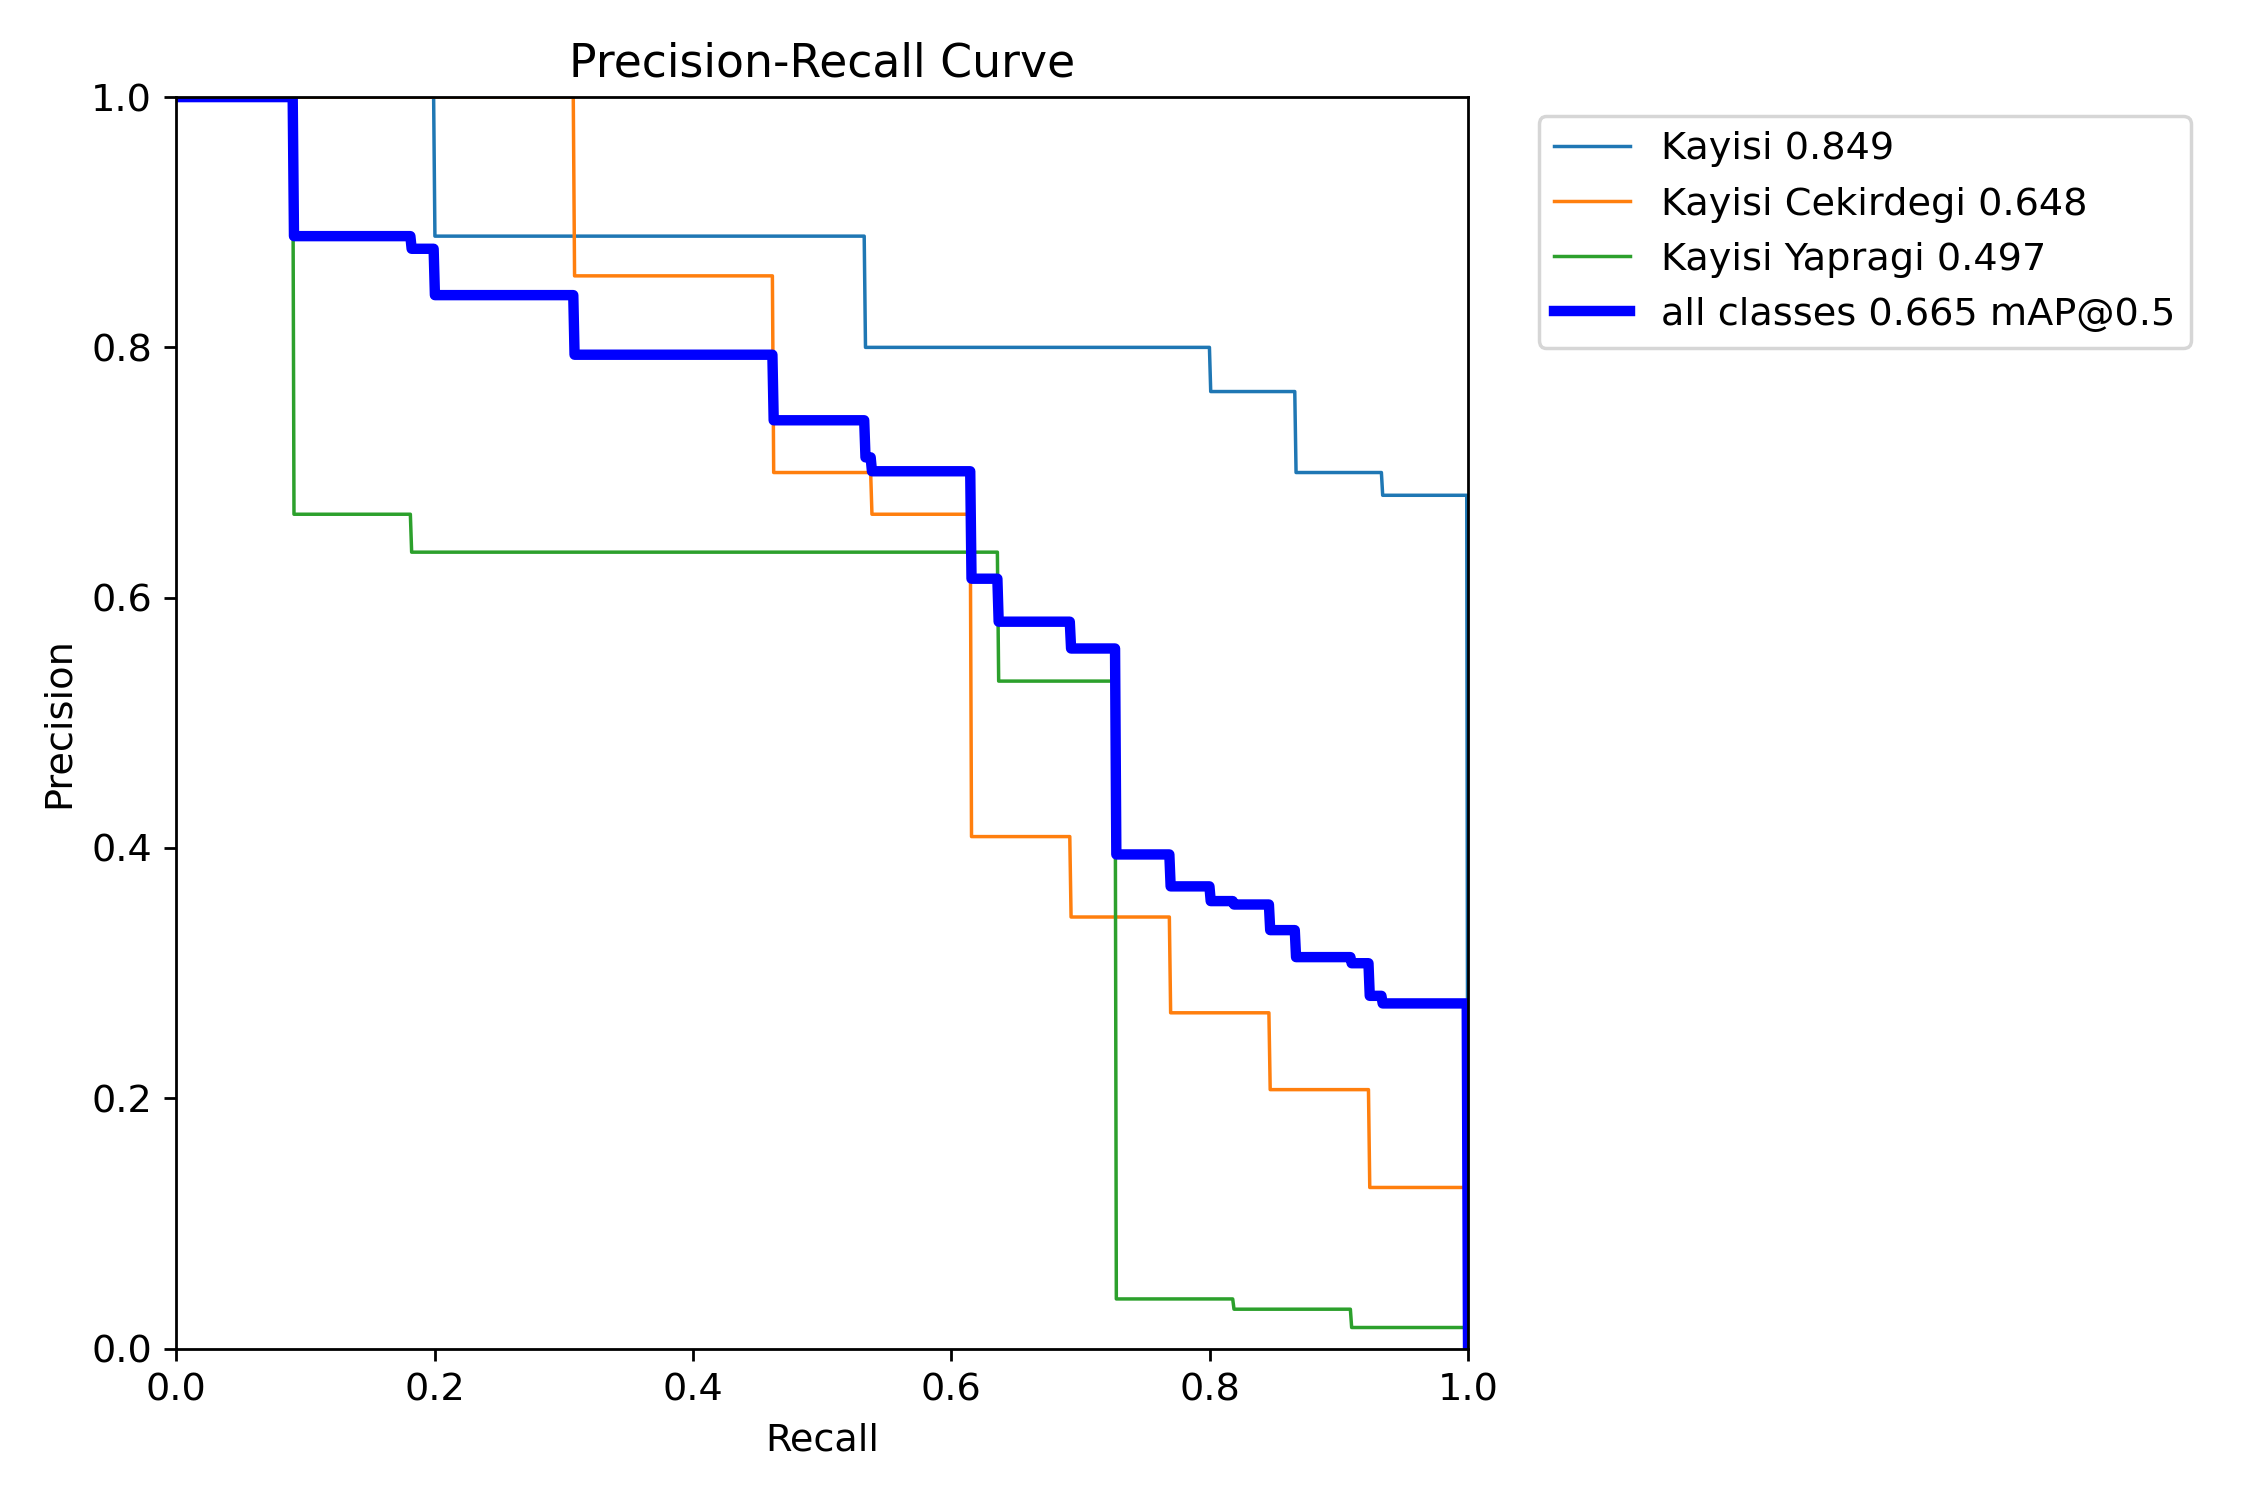 Precision-Recall Curve
1.0
0.8
0.6
0.4
0.2
0.0
Precision
0.0 0.2 0.4 0.6 0.8 1.0
Recall
Kayisi 0.849
Kayisi Cekirdegi 0.648
Kayisi Yapragi 0.497
all classes 0.665 mAP@0.5